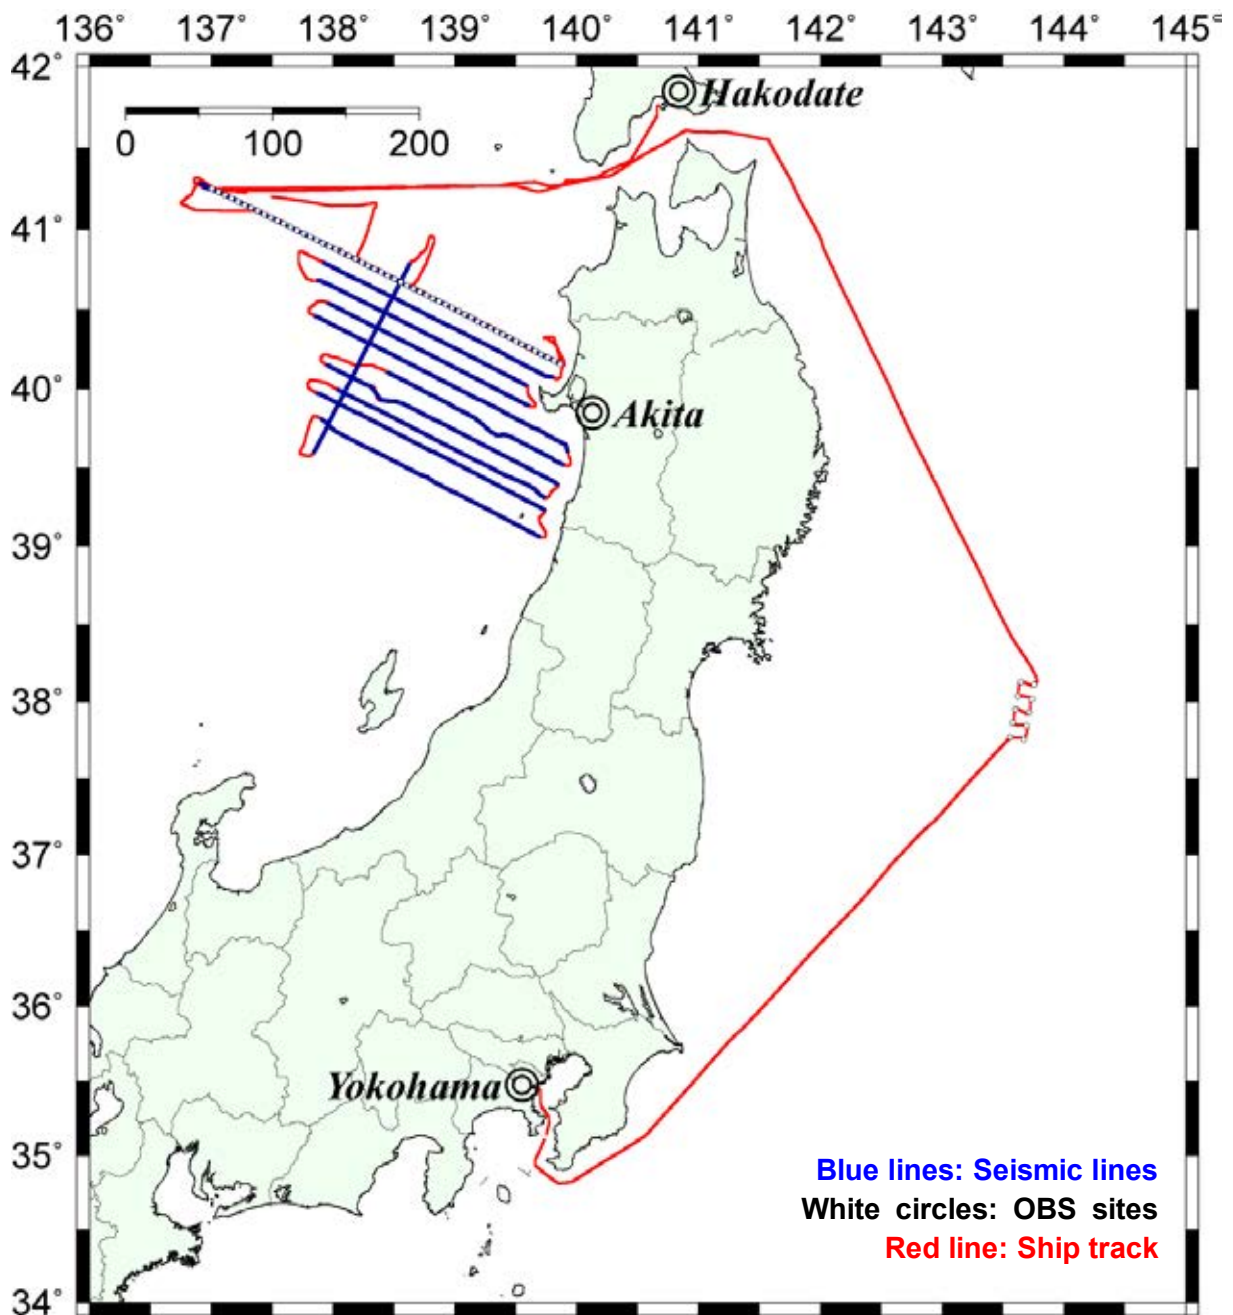 136° 137° 138° 139° 140° 141° 142° 143° 144° 145°
42°
Hakodate
0 100 200
41°
40°
Akita
39°
38°
37°
36°
Yokohama
35°
Blue lines: Seismic lines
White circles: OBS sites
Red line: Ship track
34°